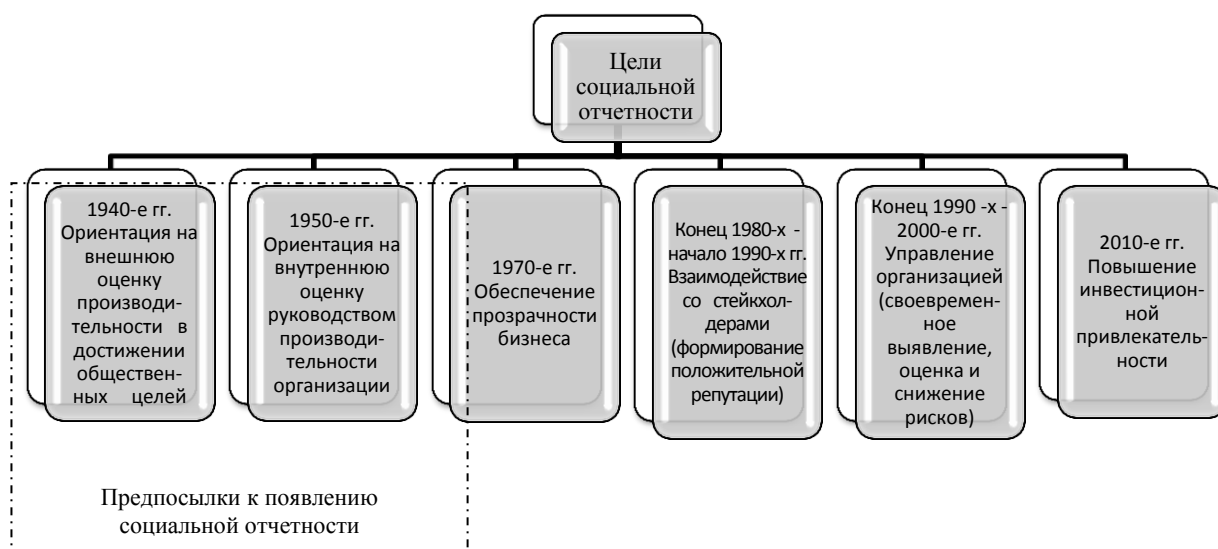 Цели
социальной
отчетности
1940-е гг.
Ориентация на
внешнюю
оценку
производи-
тельности в
достижении
обществен-
ных целей
1950-е гг.
Ориентация на
внутреннюю
оценку
руководством
производи-
тельности
организации
1970-е гг.
Обеспечение
прозрачности
бизнеса
Конец 1980-х -
начало 1990-х гг.
Взаимодействие
со стейкхол-
дерами
(формирование
положительной
репутации)
Конец 1990 -х -
2000-е гг.
Управление
организацией
(своевремен-
ное
выявление,
оценка и
снижение
рисков)
2010-е гг.
Повышение
инвестицион-
ной
привлекатель-
ности
Предпосылки к появлению
социальной отчетности